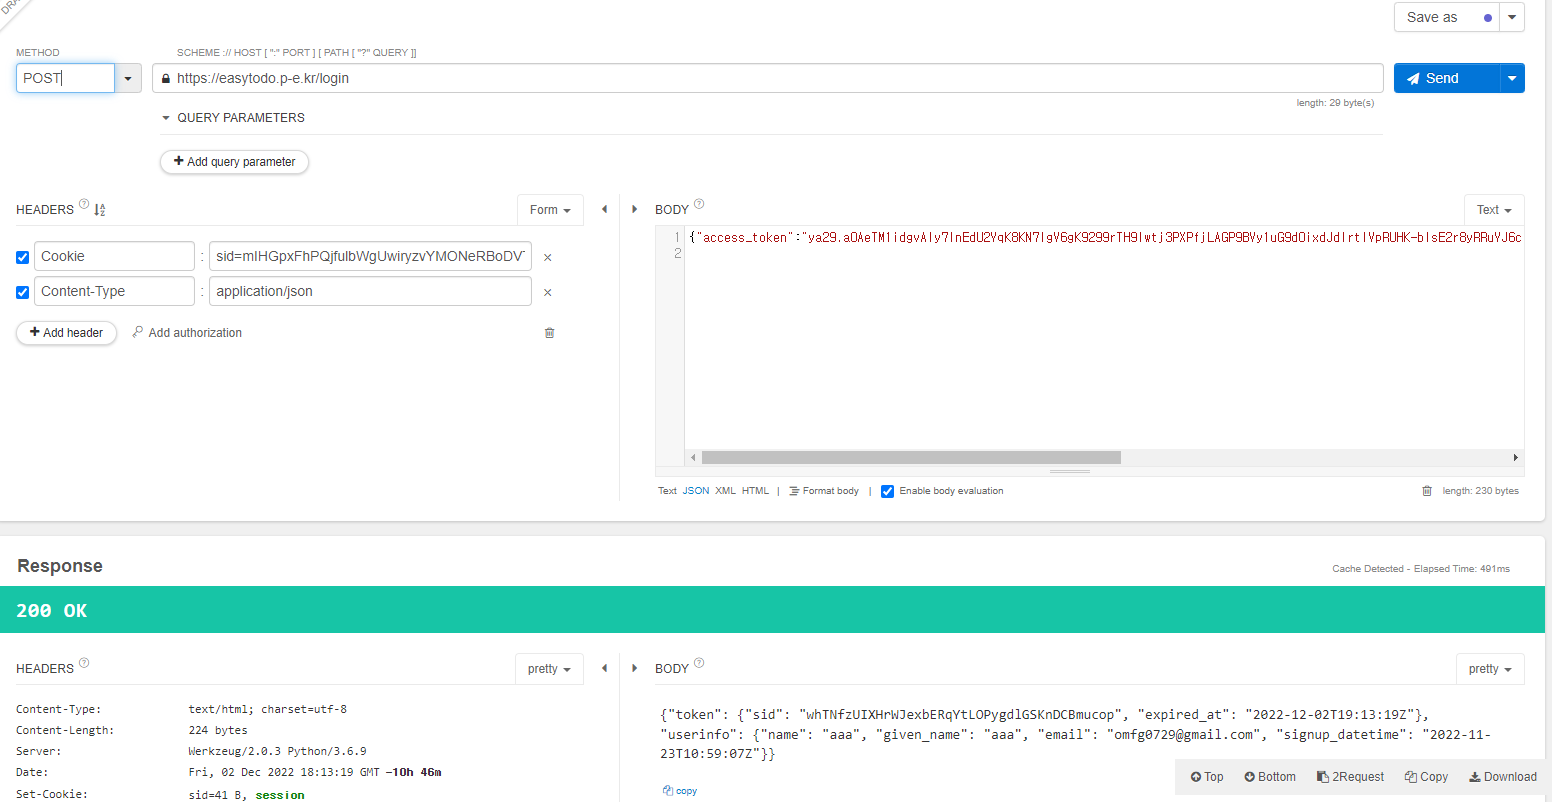 DRA
Save as
METHOD
SCHEME :// HOST [ ":" PORT ] [ PATH [ "?" QUERY ]]
POST
https://easytodo.p-e.kr/login
Send
length: 29 byte(s)
QUERY PARAMETERS
+ Add query parameter
HEADERS ?
Form
BODY ?
Text
Cookie : sid=mIHGpxFhPQjfulbWgUwiryzvYMONeRBoDV
Content-Type : application/json
+ Add header
Add authorization
1
2
Text JSON XML HTML | Format body | Enable body evaluation
length: 230 bytes
Response
Cache Detected - Elapsed Time: 491ms
200 OK
HEADERS ?
pretty
BODY ?
pretty
Content-Type: text/html; charset=utf-8
Content-Length: 224 bytes
Server: Werkzeug/2.0.3 Python/3.6.9
Date: Fri, 02 Dec 2022 18:13:19 GMT -10h 46m
Set-Cookie: sid=41 B, session
{"token": {"sid": "whTNfzUIXHrWJexbERqYtLOPygdlGSKnDCBmucop", "expired_at": "2022-12-02T19:13:19Z"},
"userinfo": {"name": "aaa", "given_name": "aaa", "email": "omfg0729@gmail.com", "signup_datetime": "2022-11-
23T10:59:07Z"}}
copy
Top
Bottom
2Request
Copy
Download